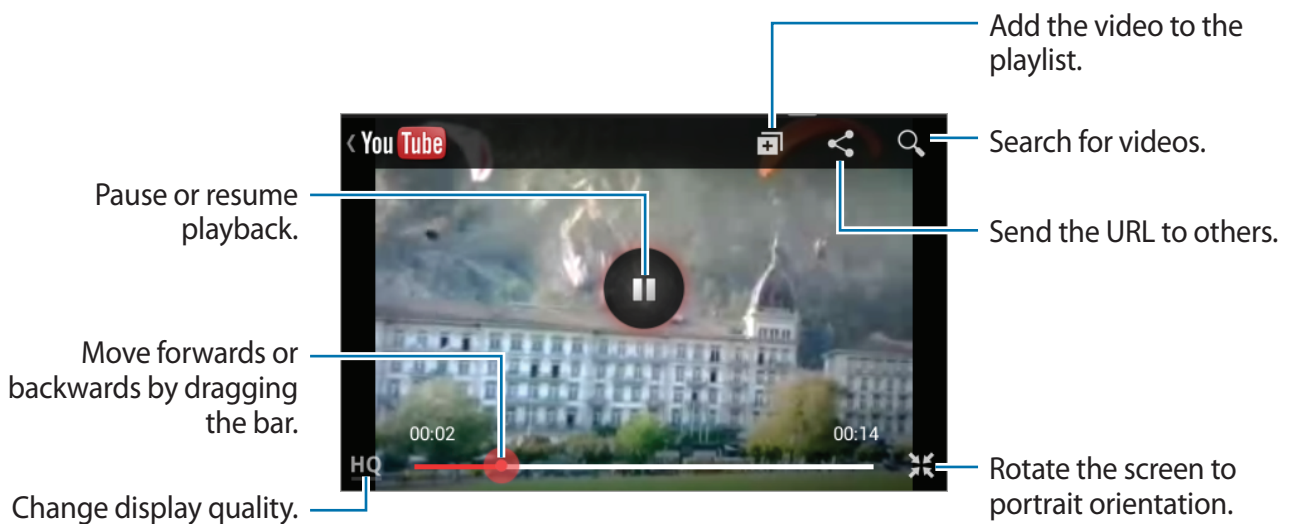 Add the video to the
playlist.
You Tube
Search for videos.
Pause or resume
playback.
Send the URL to others.
Move forwards or
backwards by dragging
the bar.
00:02
00:14
HQ
Rotate the screen to
portrait orientation.
Change display quality.